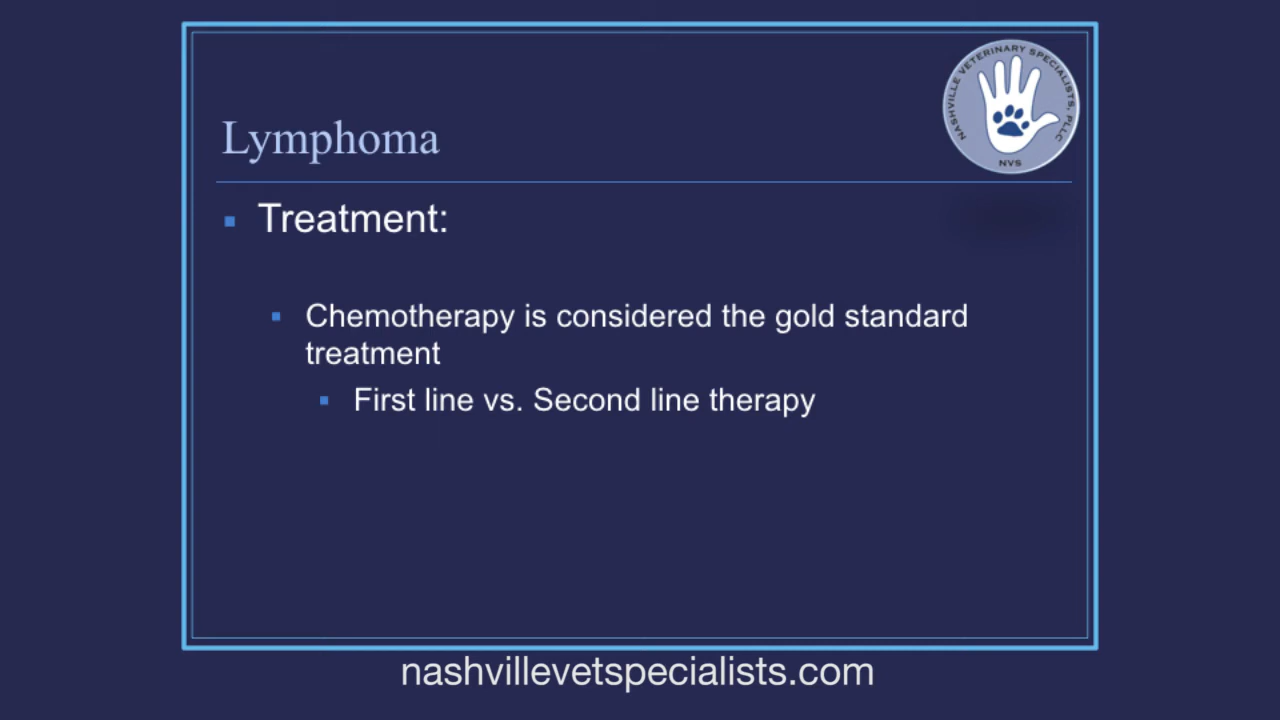 NASHVILLE VETERINARY SPECIALISTS, PLLC
NVS
Lymphoma
Treatment:
Chemotherapy is considered the gold standard
treatment
First line vs. Second line therapy
nashvillevetspecialists.com